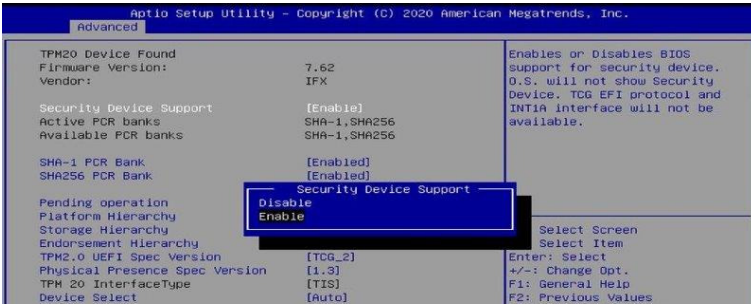 Aptio Setup Utility – Copyright (C) 2020 American Megatrends, Inc.
Advanced
TPM20 Device Found
Firmware Version: 7.62
Vendor: IFX
Security Device Support [Enable]
Active PCR banks SHA-1,SHA256
Available PCR banks SHA-1,SHA256
SHA-1 PCR Bank [Enabled]
SHA256 PCR Bank [Enabled]
Pending operation
Platform Hierarchy
Storage Hierarchy
Endorsement Hierarchy
TPM2.0 UEFI Spec Version [TCG_2]
Physical Presence Spec Version [1.3]
TPM 20 InterfaceType [TIS]
Device Select [Auto]
Security Device Support
Disable
Enable
Enables or Disables BIOS
support for security device.
O.S. will not show Security
Device. TCG EFI protocol and
INT1A interface will not be
available.
Select Screen
Select Item
Enter: Select
+/-: Change Opt.
F1: General Help
F2: Previous Values